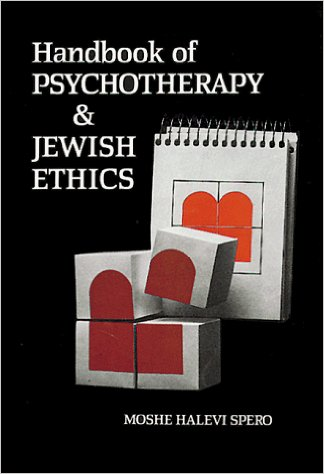 Handbook of
PSYCHOTHERAPY
&
JEWISH
ETHICS
MOSHE HALEVI SPERO